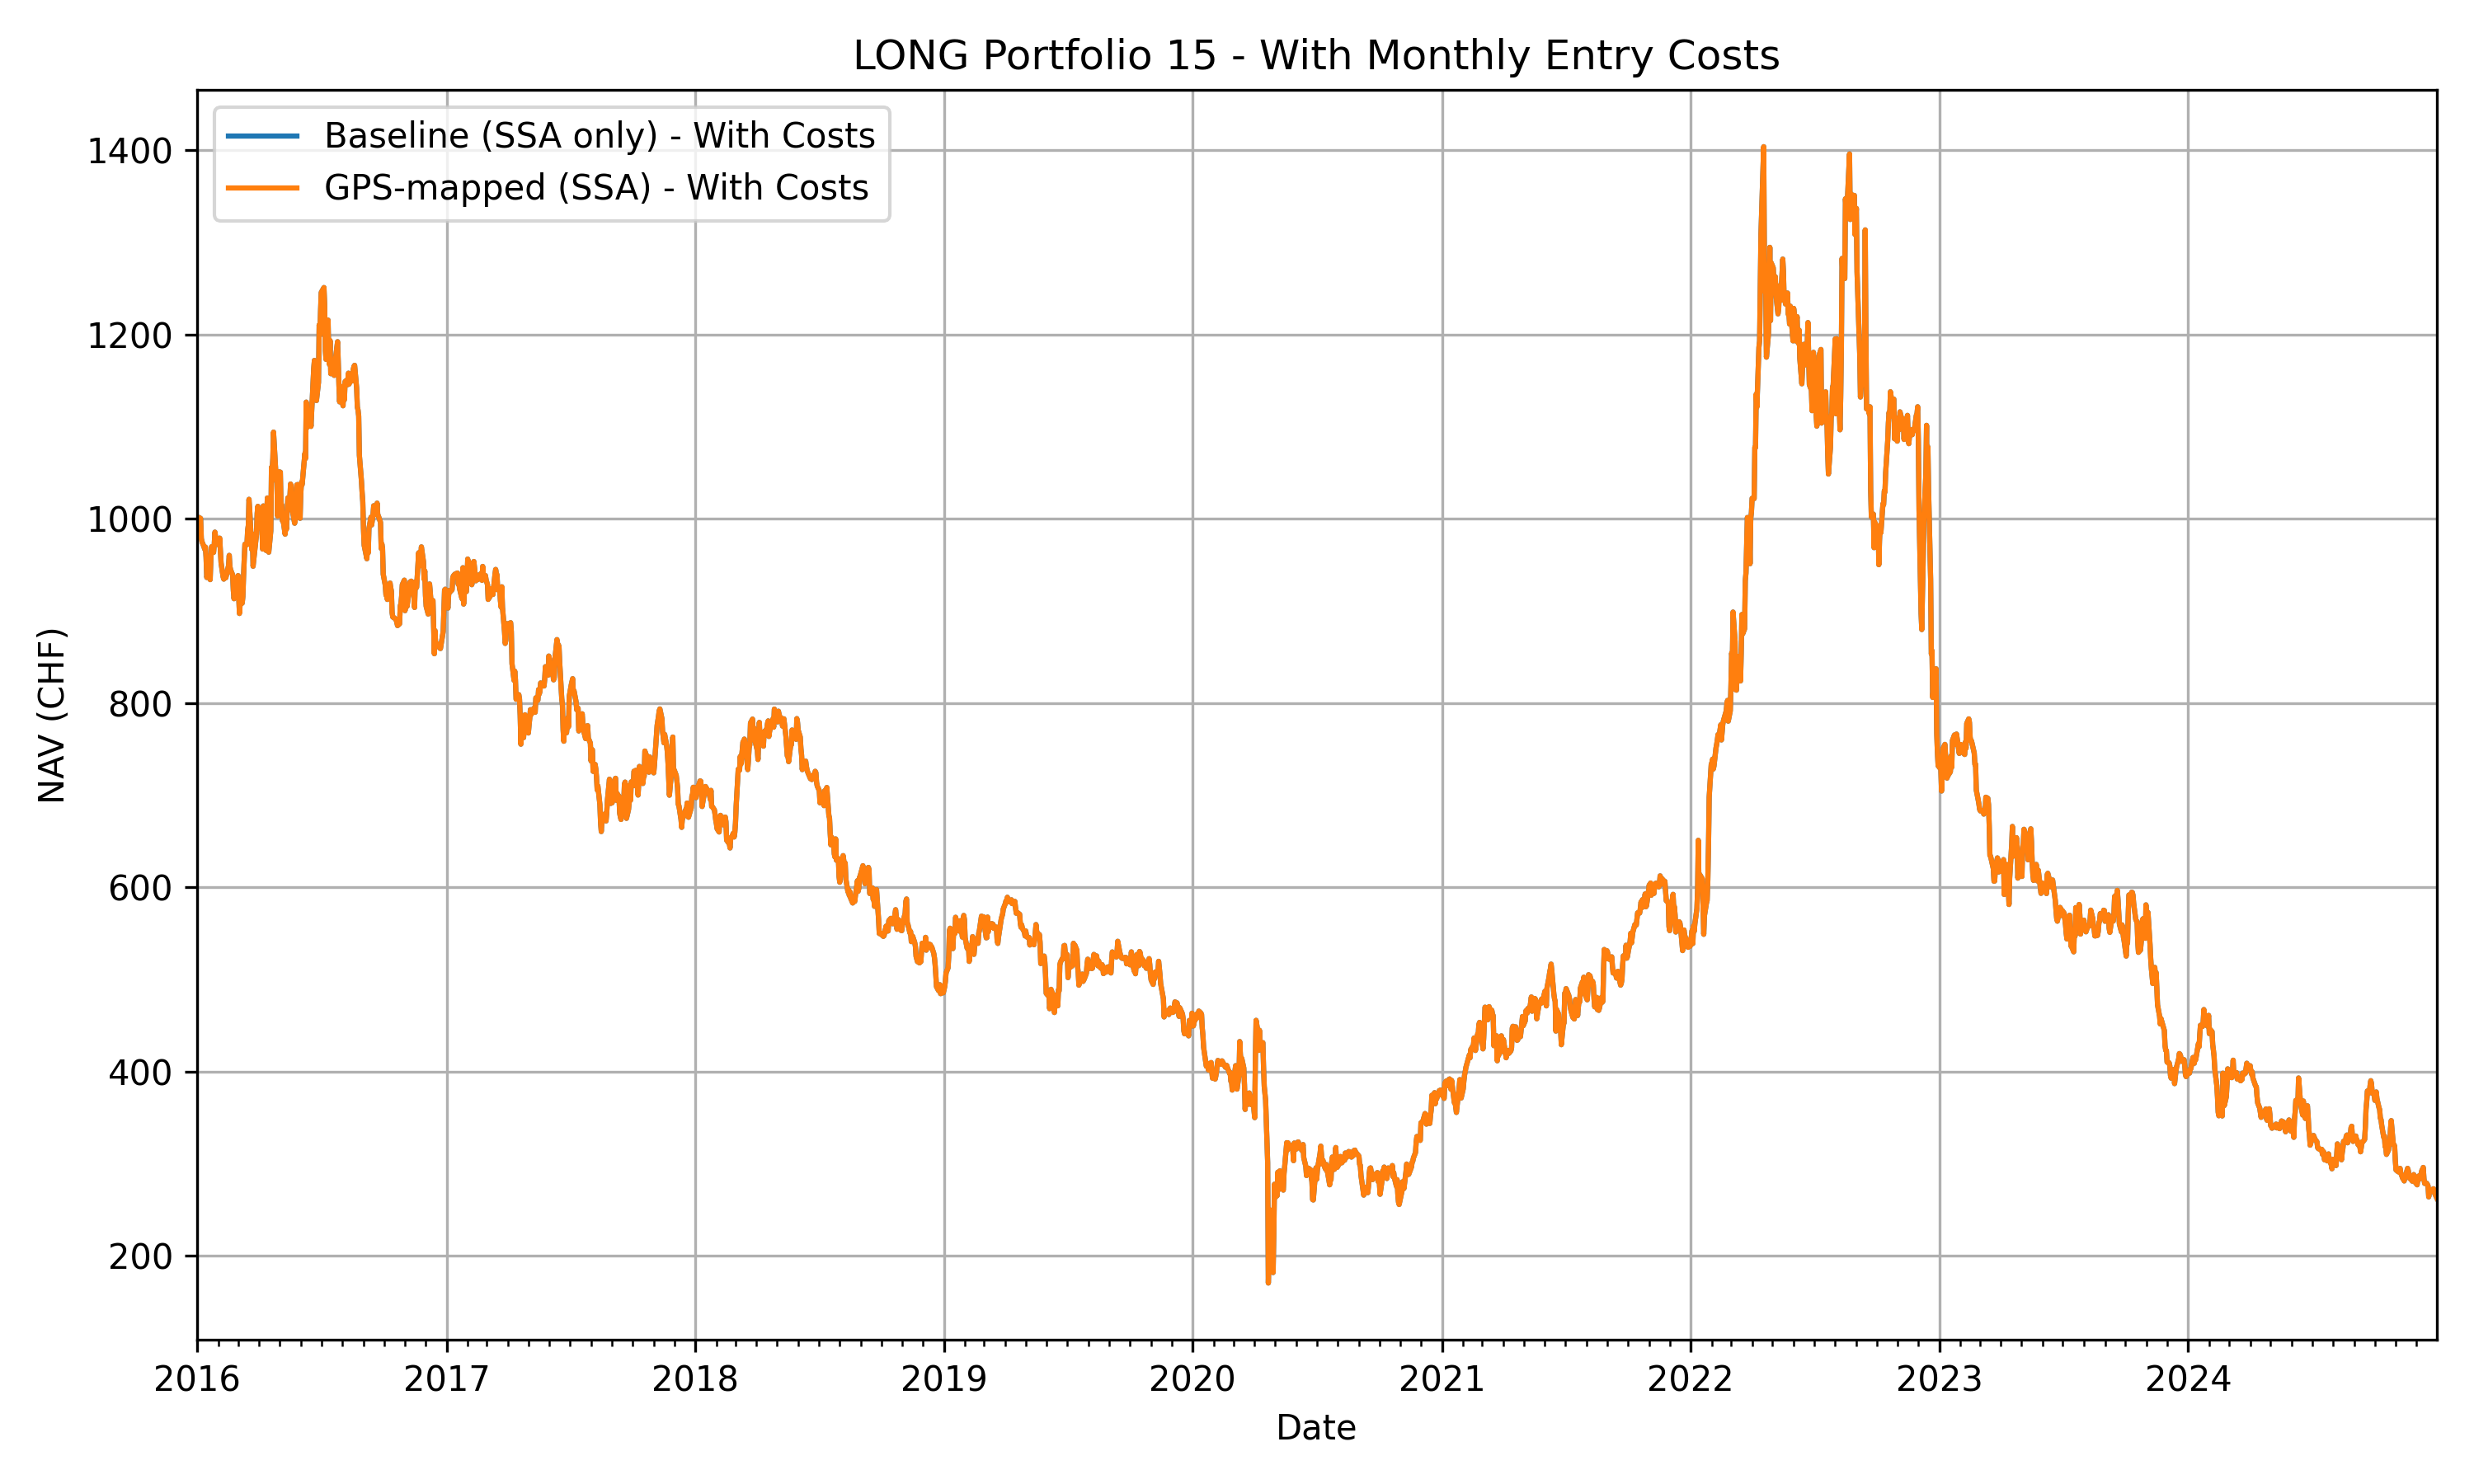 LONG Portfolio 15 - With Monthly Entry Costs
Baseline (SSA only) - With Costs
GPS-mapped (SSA) - With Costs
1400
1200
1000
800
600
400
200
NAV (CHF)
2016 2017 2018 2019 2020 2021 2022 2023 2024
Date